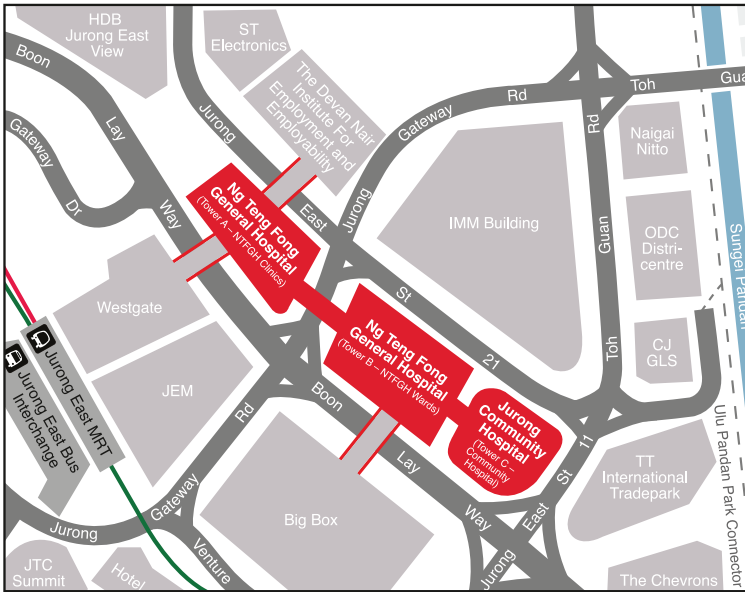 HDB
Jurong East
View
ST
Electronics
The Devan Nair
Institute For
Employment and
Employability
Boon
Lay
Way
Gateway
Dr
Jurong
East
St
21
Jurong
Gateway
Rd
Toh
Guan
Rd
Guan
Toh
Naigai
Nitto
ODC
Distri-
centre
CJ
GLS
Sungei Pandan
Ulu Pandan Park Connector
IMM Building
Ng Teng Fong
General Hospital
(Tower A – NTFGH Clinics)
Ng Teng Fong
General Hospital
(Tower B – NTFGH Wards)
Jurong
Community
Hospital
(Tower C –
Community
Hospital)
Westgate
JEM
Jurong East MRT
Jurong East Bus
Interchange
Rd
Gateway
Jurong
Venture
Boon
Lay
Way
Jurong
East
St
11
Big Box
TT
International
Tradepark
The Chevrons
JTC
Summit
Hotel